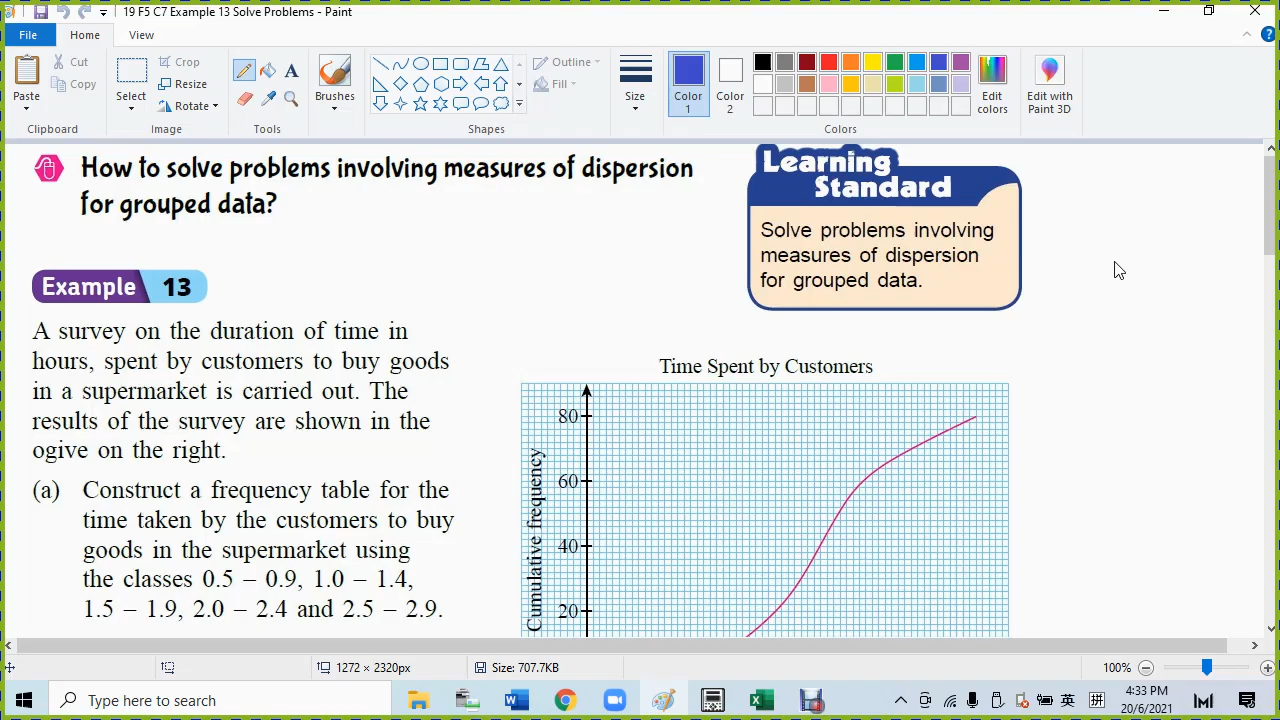 19 F5 C7 Example 13 Solve Problems - Paint
File
Home
View
Paste
Cut
Copy
Clipboard
Select
Crop
Resize
Rotate
Image
A
Tools
Brushes
Outline
Fill
Shapes
Size
Color
1
Color
2
Edit
colors
Colors
Edit with
Paint 3D
How to solve problems involving measures of dispersion
for grouped data?
Learning
Standard
Solve problems involving
measures of dispersion
for grouped data.
Example 13
A survey on the duration of time in
hours, spent by customers to buy goods
in a supermarket is carried out. The
results of the survey are shown in the
ogive on the right.
(a) Construct a frequency table for the
time taken by the customers to buy
goods in the supermarket using
the classes 0.5 – 0.9, 1.0 – 1.4,
1.5 – 1.9, 2.0 – 2.4 and 2.5 – 2.9.
Time Spent by Customers
Cumulative frequency
80
60
40
20
1272 × 2320px
Size: 707.7KB
100%
Type here to search
英
拼
4:33 PM
20/6/2021